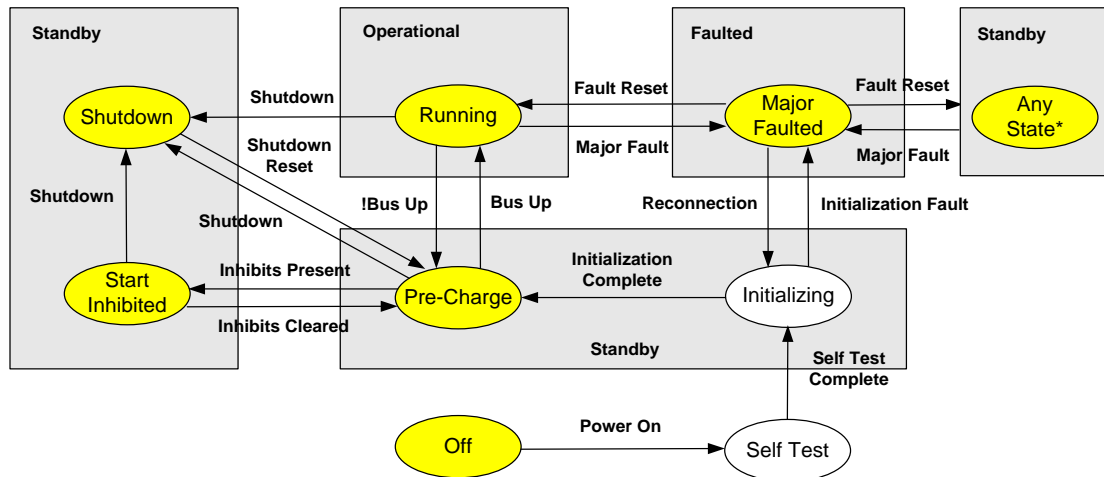 Standby
Operational
Faulted
Standby
Shutdown
Shutdown
Running
Fault Reset
Major Fault
Major
Faulted
Fault Reset
Major Fault
Any
State*
Shutdown
Reset
Shutdown
Shutdown
!Bus Up
Bus Up
Reconnection
Initialization Fault
Start
Inhibited
Inhibits Present
Inhibits Cleared
Pre-Charge
Initialization
Complete
Initializing
Standby
Self Test
Complete
Off
Power On
Self Test